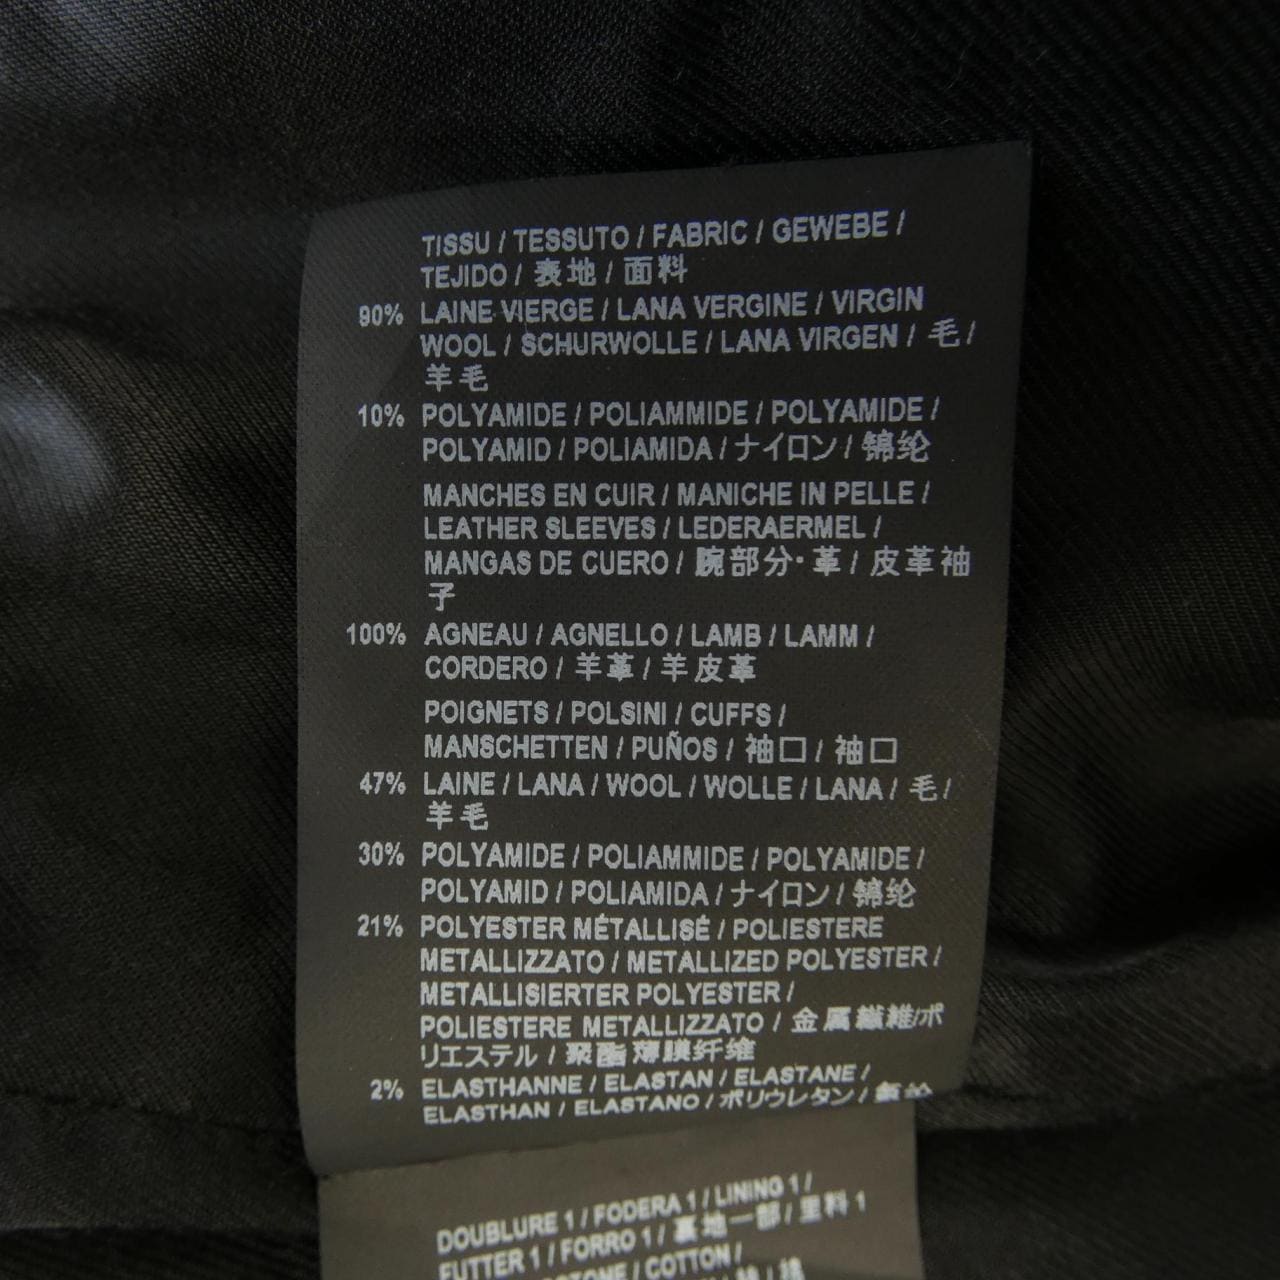 TISSU / TESSUTO / FABRIC / GEWEBE /
TEJIDO / 表地 / 面料
90% LAINE VIERGE / LANA VERGINE / VIRGIN
WOOL / SCHURWOLLE / LANA VIRGEN / 毛 /
羊毛
10% POLYAMIDE / POLIAMMIDE / POLYAMIDE /
POLYAMID / POLIAMIDA / ナイロン / 锦纶
MANCHES EN CUIR / MANICHE IN PELLE /
LEATHER SLEEVES / LEDERAERMEL /
MANGAS DE CUERO / 腕部分・革 / 皮革袖
子
100% AGNEAU / AGNELLO / LAMB / LAMM /
CORDERO / 羊革 / 羊皮革
POIGNETS / POLSINI / CUFFS /
MANSCHETTEN / PUÑOS / 袖口 / 袖口
47% LAINE / LANA / WOOL / WOLLE / LANA / 毛 /
羊毛
30% POLYAMIDE / POLIAMMIDE / POLYAMIDE /
POLYAMID / POLIAMIDA / ナイロン / 锦纶
21% POLYESTER MÉTALLISÉ / POLIESTERE
METALLIZZATO / METALLIZED POLYESTER /
METALLISIERTER POLYESTER /
POLIESTERE METALLIZZATO / 金属繊維/ポ
リエステル / 聚酯薄膜纤维
2% ELASTHANNE / ELASTAN / ELASTANE /
ELASTHAN / ELASTANO / ポリウレタン /
DOUBLURE 1 / FODERA 1 / LINING 1 /
FUTTER 1 / FORRO 1 / 裏地一部 / 里料 1
/ COTTON /